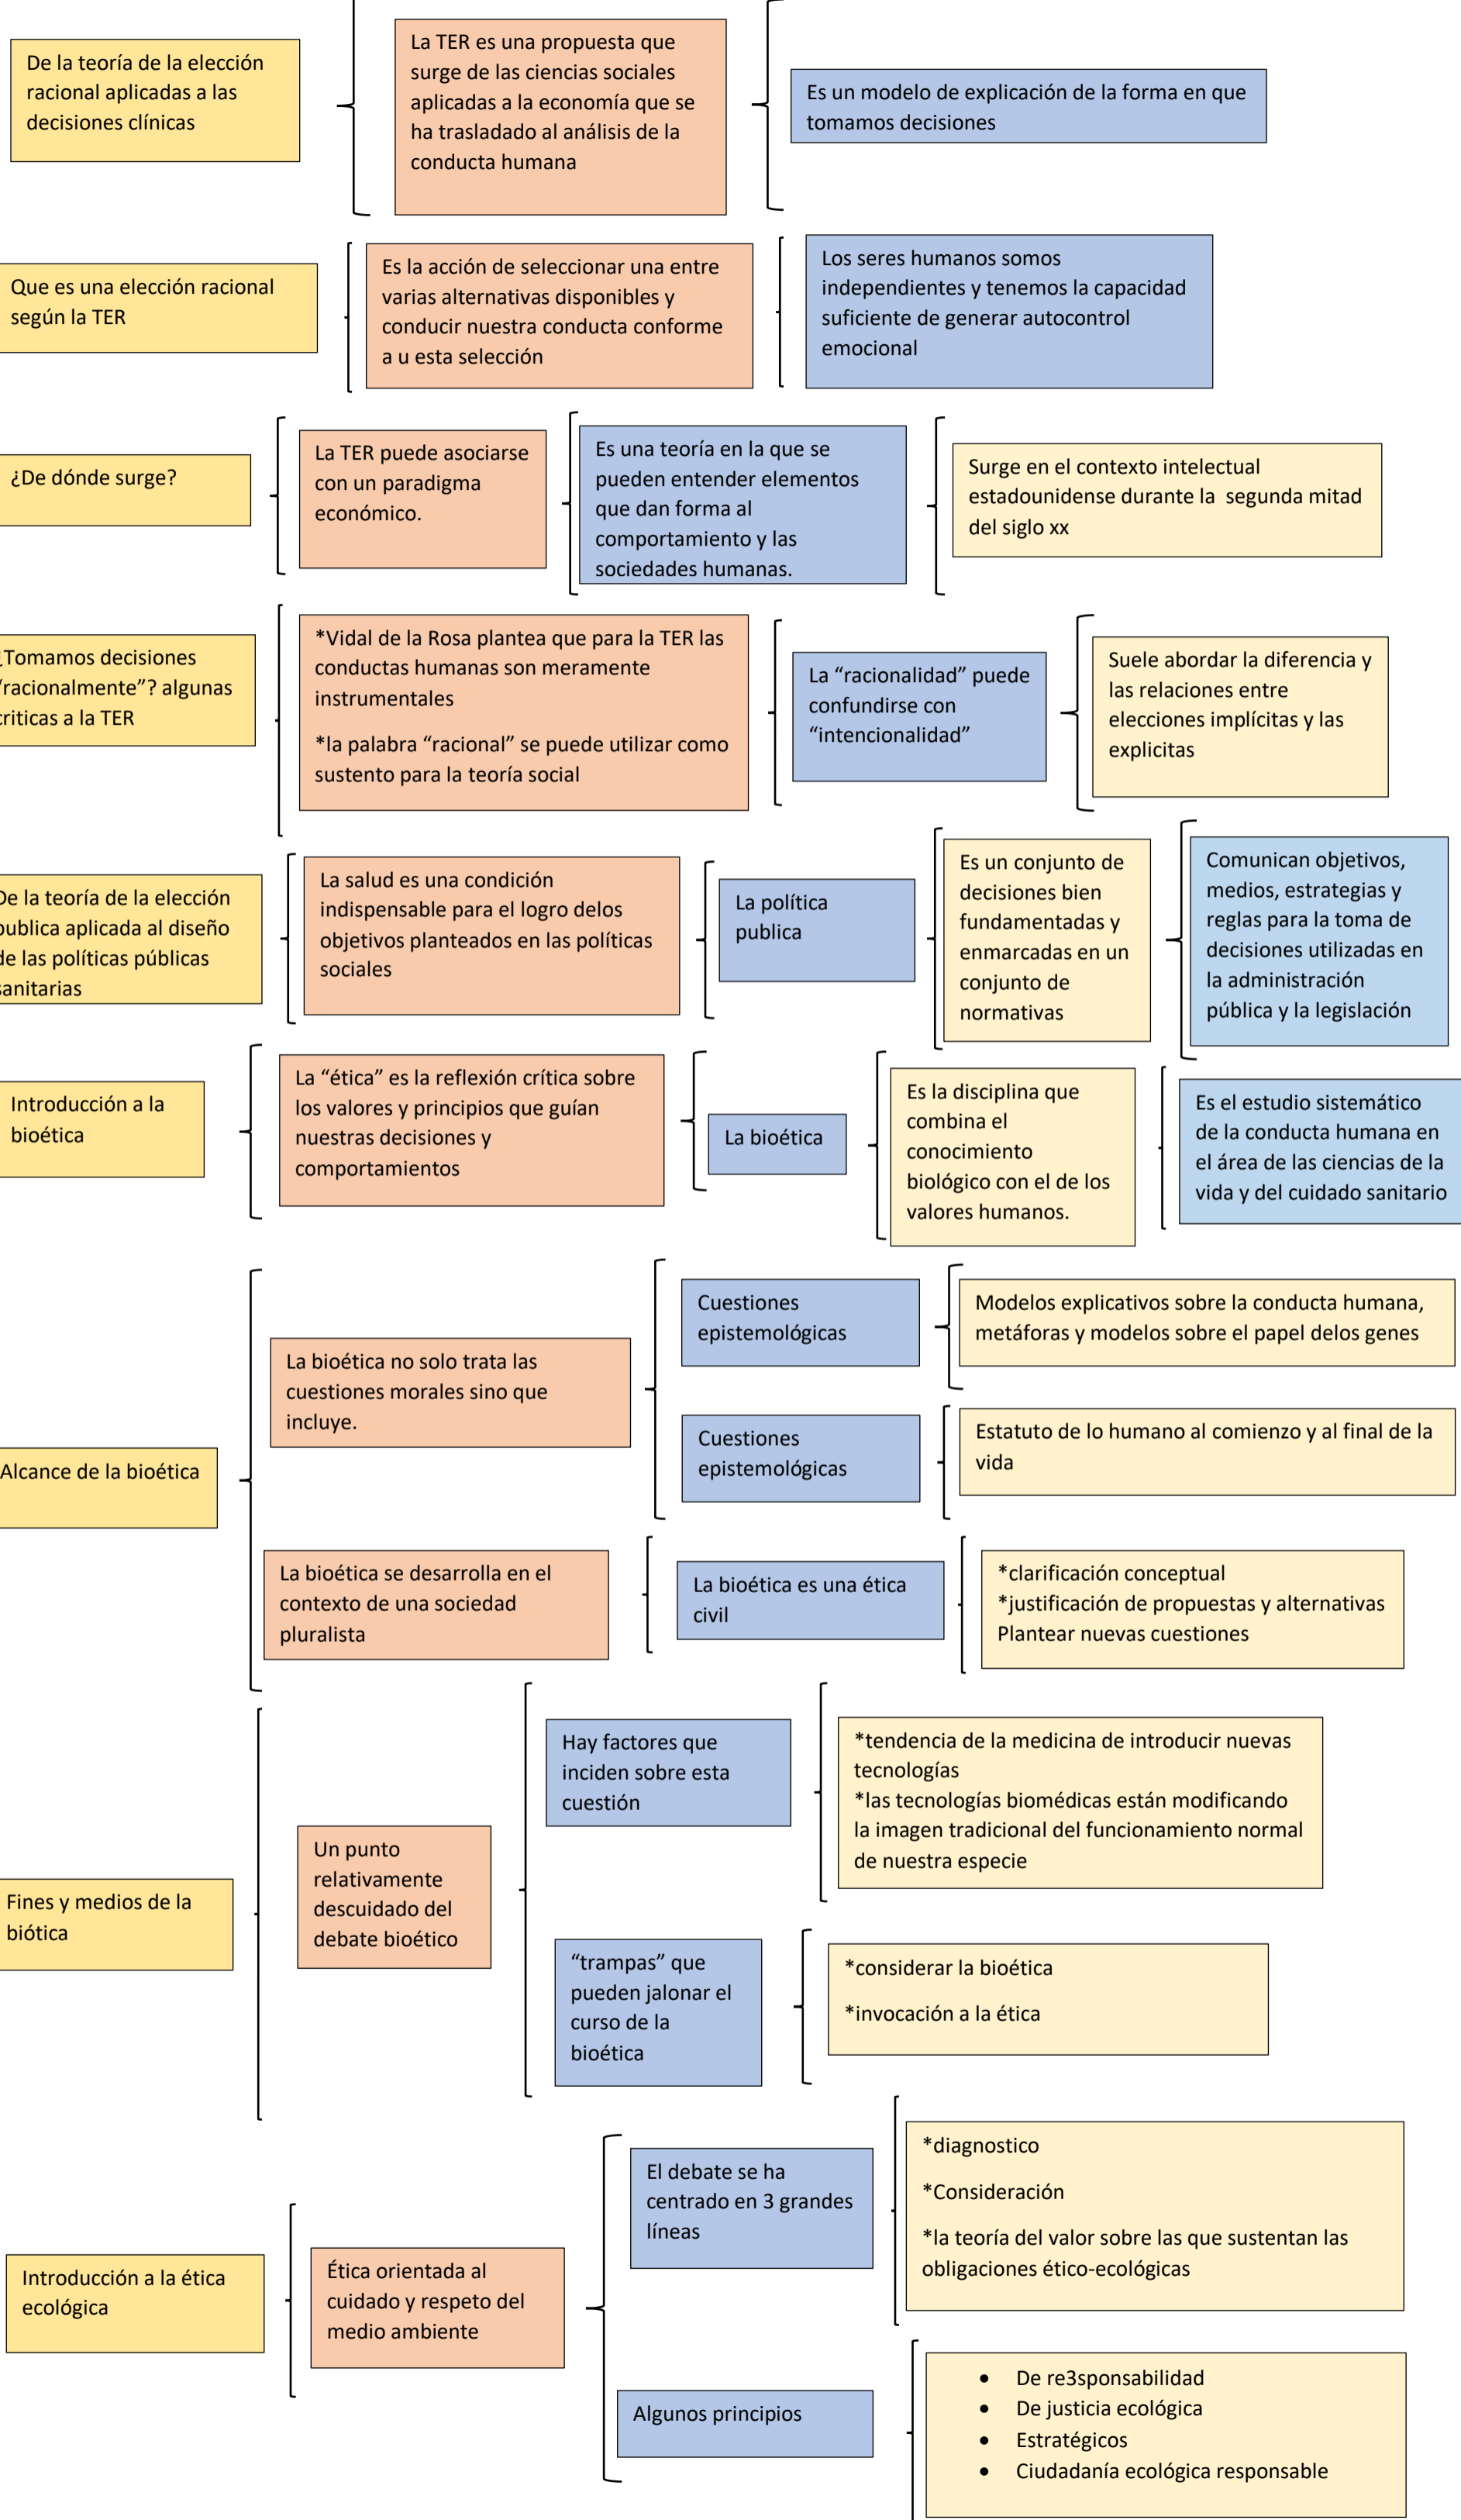 De la teoría de la elección
racional aplicadas a las
decisiones clínicas
La TER es una propuesta que
surge de las ciencias sociales
aplicadas a la economía que se
ha trasladado al análisis de la
conducta humana
Es un modelo de explicación de la forma en que
tomamos decisiones
Que es una elección racional
según la TER
Es la acción de seleccionar una entre
varias alternativas disponibles y
conducir nuestra conducta conforme
a u esta selección
Los seres humanos somos
independientes y tenemos la capacidad
suficiente de generar autocontrol
emocional
¿De dónde surge?
La TER puede asociarse
con un paradigma
económico.
Es una teoría en la que se
pueden entender elementos
que dan forma al
comportamiento y las
sociedades humanas.
Surge en el contexto intelectual
estadounidense durante la segunda mitad
del siglo xx
¿Tomamos decisiones
“racionalmente”? algunas
criticas a la TER
*Vidal de la Rosa plantea que para la TER las
conductas humanas son meramente
instrumentales
*la palabra “racional” se puede utilizar como
sustento para la teoría social
La “racionalidad” puede
confundirse con
“intencionalidad”
Suele abordar la diferencia y
las relaciones entre
elecciones implícitas y las
explicitas
De la teoría de la elección
publica aplicada al diseño
de las políticas públicas
sanitarias
La salud es una condición
indispensable para el logro delos
objetivos planteados en las políticas
sociales
La política
publica
Es un conjunto de
decisiones bien
fundamentadas y
enmarcadas en un
conjunto de
normativas
Comunican objetivos,
medios, estrategias y
reglas para la toma de
decisiones utilizadas en
la administración
pública y la legislación
Introducción a la
bioética
La “ética” es la reflexión crítica sobre
los valores y principios que guían
nuestras decisiones y
comportamientos
La bioética
Es la disciplina que
combina el
conocimiento
biológico con el de los
valores humanos.
Es el estudio sistemático
de la conducta humana en
el área de las ciencias de la
vida y del cuidado sanitario
Alcance de la bioética
La bioética no solo trata las
cuestiones morales sino que
incluye.
Cuestiones
epistemológicas
Modelos explicativos sobre la conducta humana,
metáforas y modelos sobre el papel delos genes
Cuestiones
epistemológicas
Estatuto de lo humano al comienzo y al final de la
vida
La bioética se desarrolla en el
contexto de una sociedad
pluralista
La bioética es una ética
civil
*clarificación conceptual
*justificación de propuestas y alternativas
Plantear nuevas cuestiones
Fines y medios de la
biótica
Un punto
relativamente
descuidado del
debate bioético
Hay factores que
inciden sobre esta
cuestión
*tendencia de la medicina de introducir nuevas
tecnologías
*las tecnologías biomédicas están modificando
la imagen tradicional del funcionamiento normal
de nuestra especie
“trampas” que
pueden jalonar el
curso de la
bioética
*considerar la bioética
*invocación a la ética
Introducción a la ética
ecológica
Ética orientada al
cuidado y respeto del
medio ambiente
El debate se ha
centrado en 3 grandes
líneas
*diagnostico
*Consideración
*la teoría del valor sobre las que sustentan las
obligaciones ético-ecológicas
Algunos principios
• De re3sponsabilidad
• De justicia ecológica
• Estratégicos
• Ciudadanía ecológica responsable